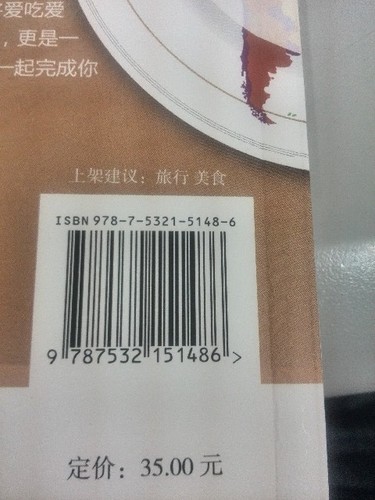 爱吃爱
，更是一
一起完成你
上架建议：旅行 美食
ISBN 978-7-5321-5148-6
9 787532 151486 >
定价：35.00 元